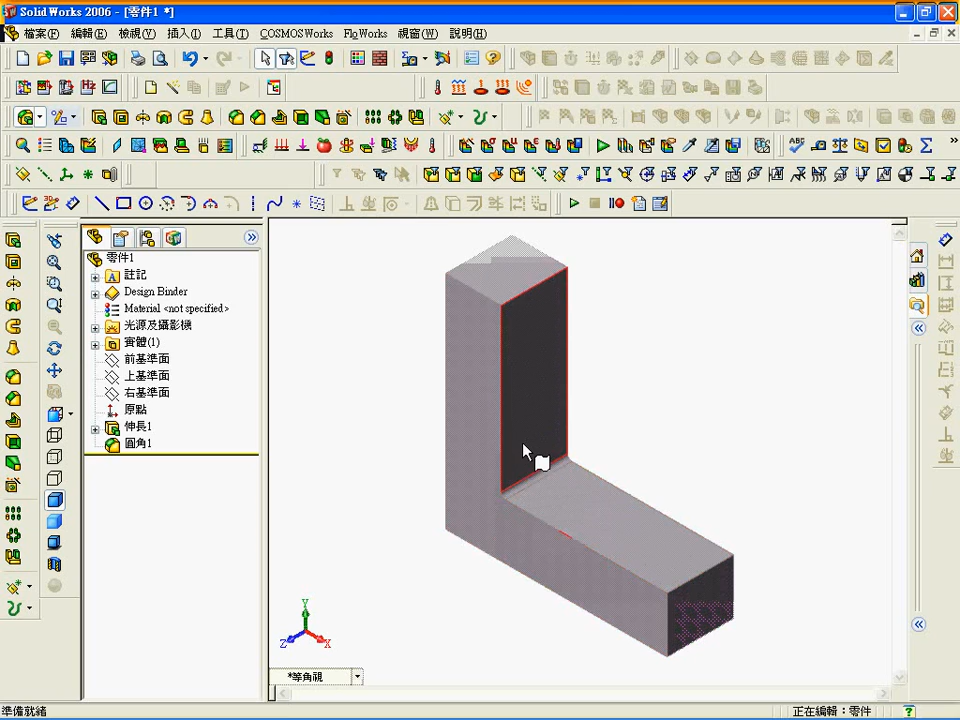 SolidWorks 2006 - [零件1 *]
檔案(F) 編輯(E) 檢視(V) 插入(I) 工具(T) COSMOSWorks FloWorks 視窗(W) 說明(H)
零件1
註記
Design Binder
Material <not specified>
光源及攝影機
實體(1)
前基準面
上基準面
右基準面
原點
伸長1
圓角1
Y
Z
X
*等角視
準備就緒
正在編輯：零件